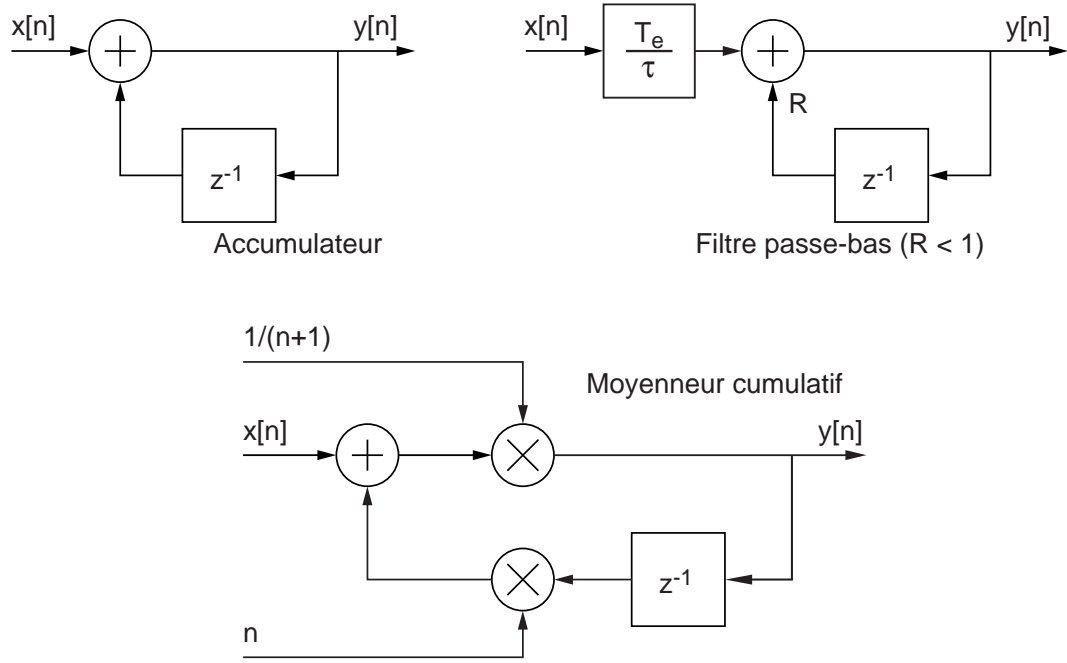 x[n]
y[n]
z⁻¹
Accumulateur
x[n]
Tₑ
τ
y[n]
R
z⁻¹
Filtre passe-bas (R < 1)
1/(n+1)
Moyenneur cumulatif
x[n]
y[n]
z⁻¹
n